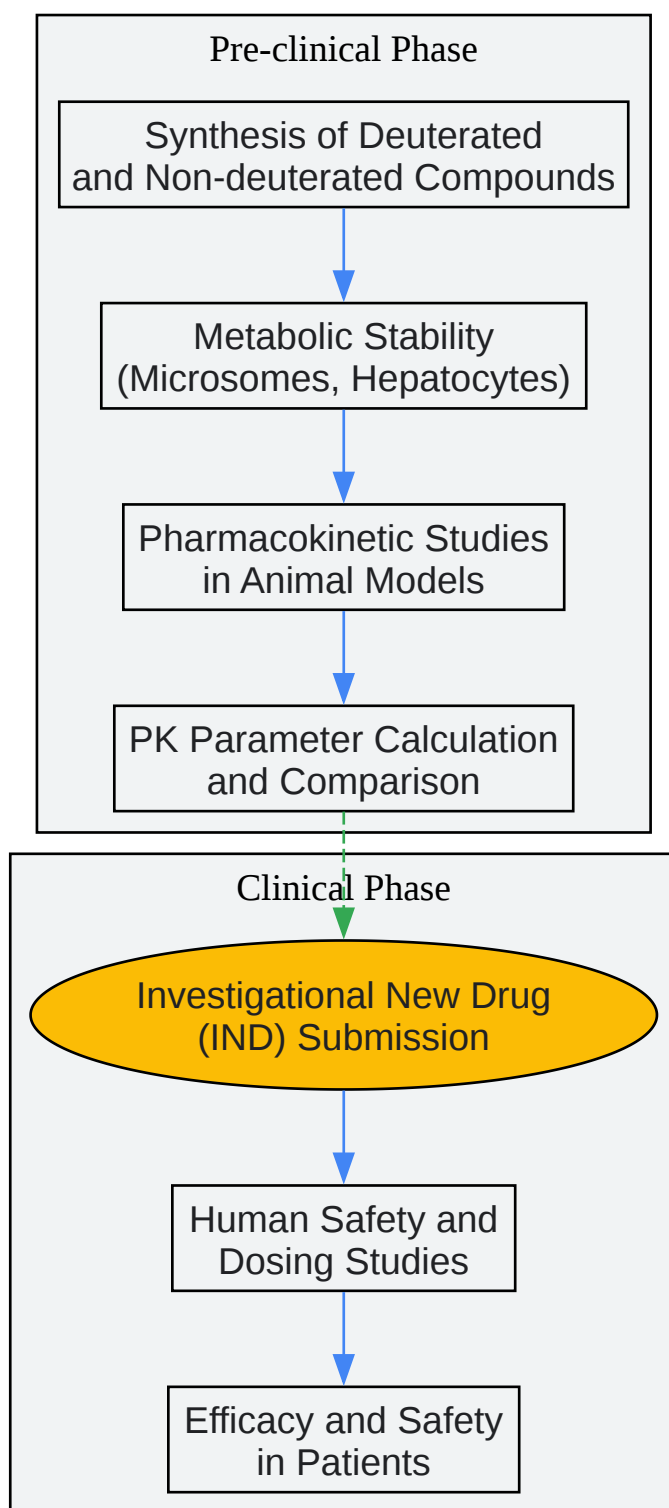 Pre-clinical Phase
Synthesis of Deuterated
and Non-deuterated Compounds
Metabolic Stability
(Microsomes, Hepatocytes)
Pharmacokinetic Studies
in Animal Models
PK Parameter Calculation
and Comparison
Clinical Phase
Investigational New Drug
(IND) Submission
Human Safety and
Dosing Studies
Efficacy and Safety
in Patients